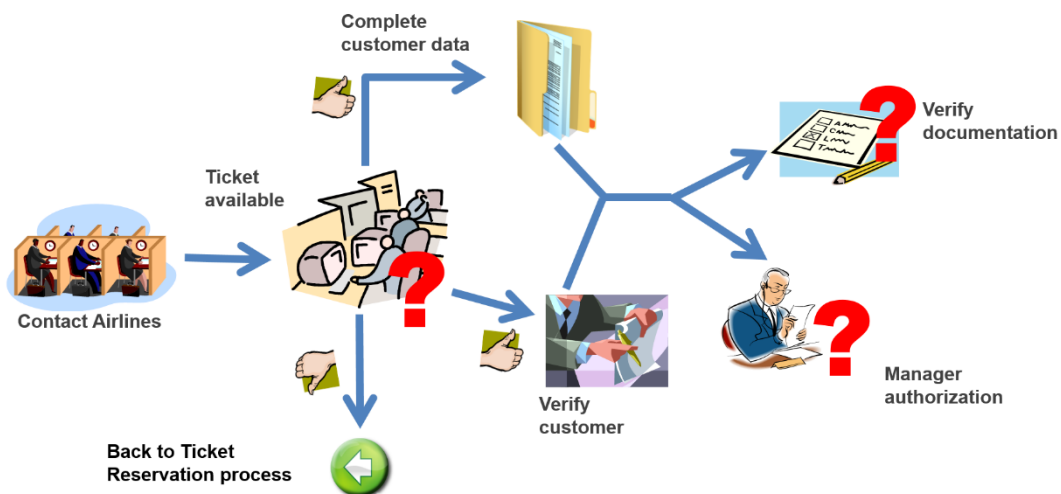 Complete
customer data
Ticket
available
Verify
documentation
Contact Airlines
Verify
customer
Manager
authorization
Back to Ticket
Reservation process